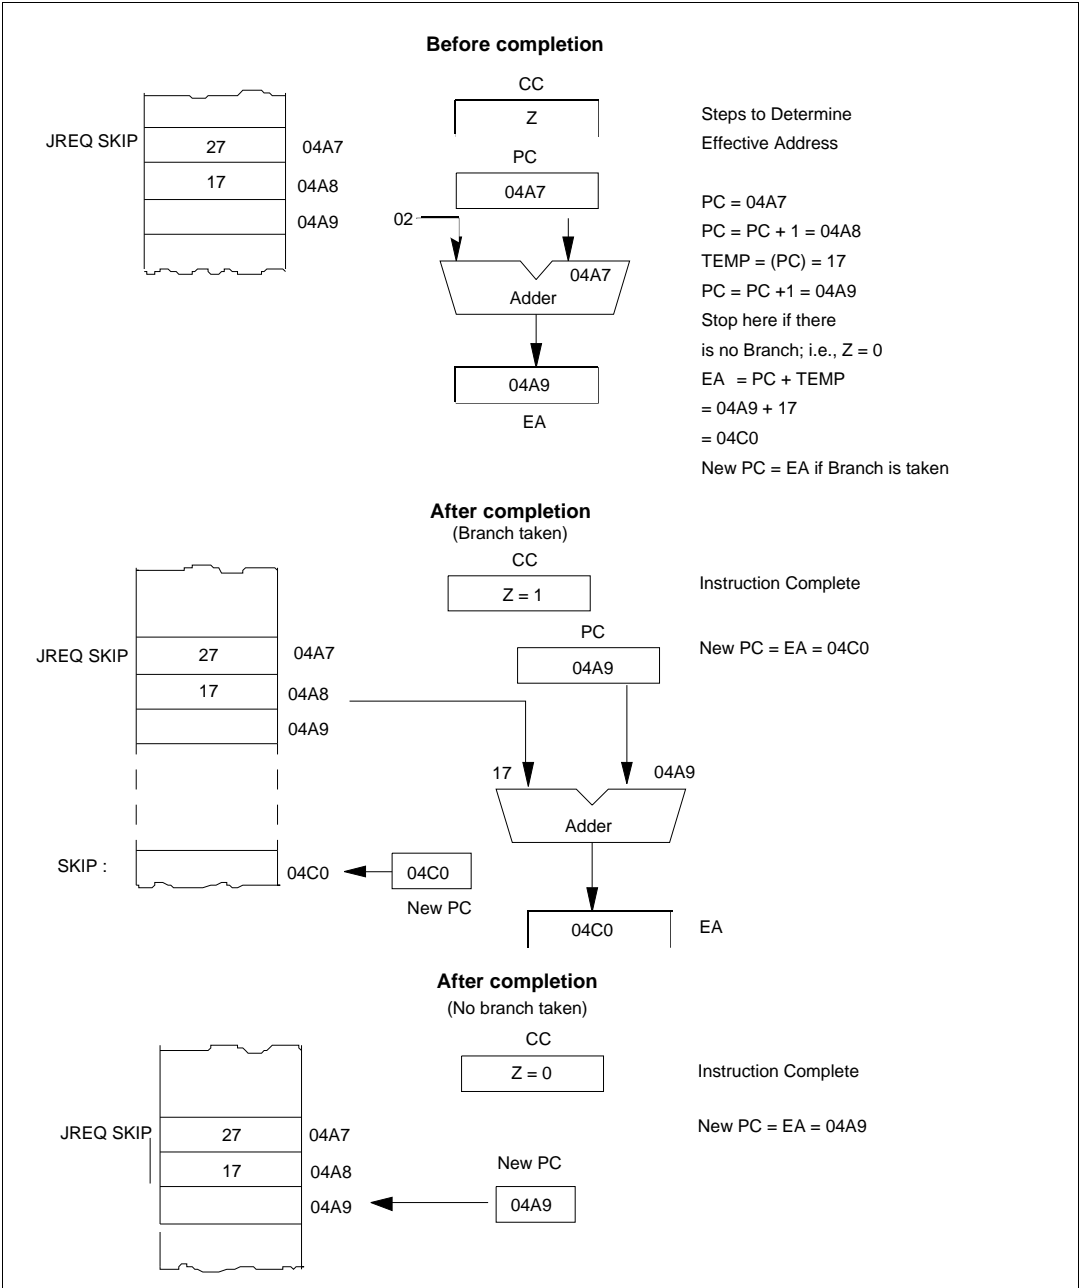 Before completion
CC
Z
JREQ SKIP
27
04A7
17
04A8
04A9
PC
04A7
02
04A7
Adder
04A9
EA
Steps to Determine
Effective Address
PC = 04A7
PC = PC + 1 = 04A8
TEMP = (PC) = 17
PC = PC +1 = 04A9
Stop here if there
is no Branch; i.e., Z = 0
EA = PC + TEMP
= 04A9 + 17
= 04C0
New PC = EA if Branch is taken
After completion
(Branch taken)
CC
Z = 1
Instruction Complete
PC
04A9
New PC = EA = 04C0
JREQ SKIP
27
04A7
17
04A8
04A9
17
04A9
Adder
SKIP :
04C0
04C0
New PC
04C0
EA
After completion
(No branch taken)
CC
Z = 0
Instruction Complete
New PC = EA = 04A9
JREQ SKIP
27
04A7
17
04A8
04A9
New PC
04A9